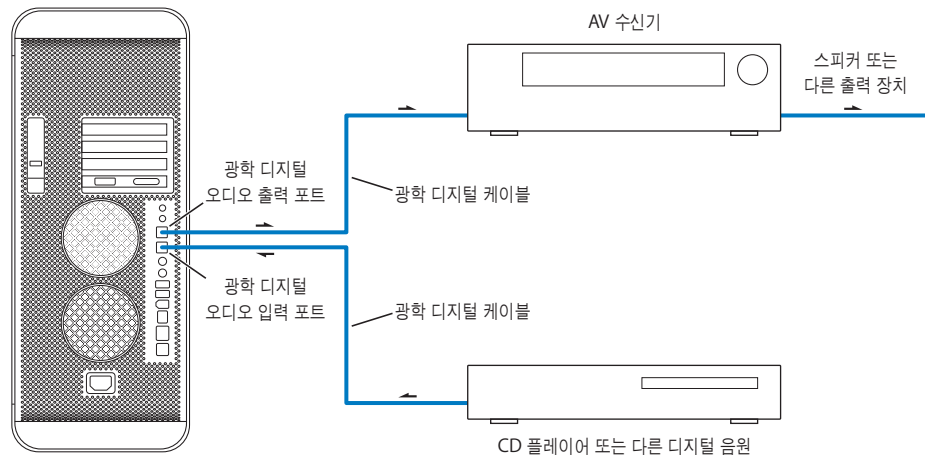 AV 수신기
스피커 또는
다른 출력 장치
광학 디지털
오디오 출력 포트
광학 디지털 케이블
광학 디지털
오디오 입력 포트
광학 디지털 케이블
CD 플레이어 또는 다른 디지털 음원